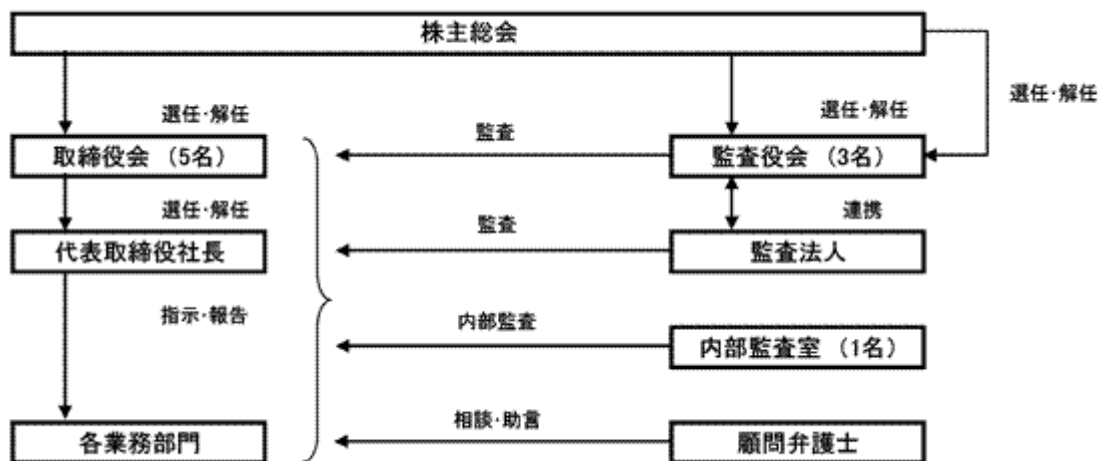 株主総会
選任・解任
選任・解任
選任・解任
取締役会 (5名)
監査
監査役会 (3名)
選任・解任
連携
代表取締役社長
監査
監査法人
指示・報告
内部監査
内部監査室 (1名)
各業務部門
相談・助言
顧問弁護士